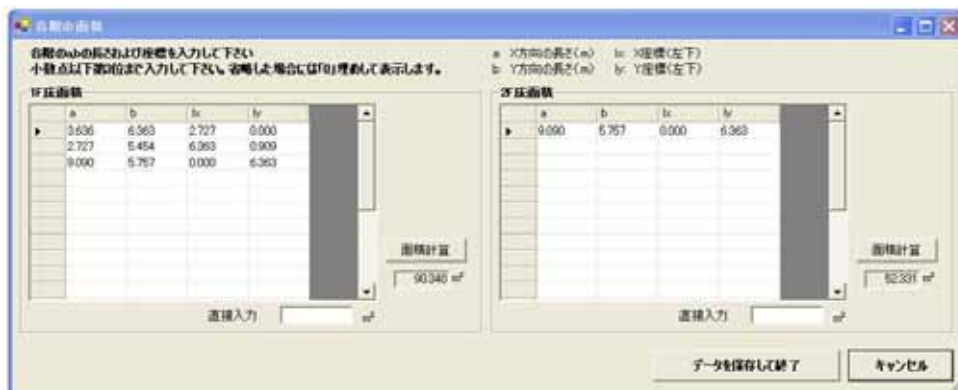 各階の面積
各階のabの長さおよび座標を入力して下さい
小数点以下第3位まで入力して下さい。省略した場合には「0」埋めして表示します。
a X方向の長さ(m) lx: X座標(左下)
b: Y方向の長さ(m) ly: Y座標(左下)
1F床面積
a b lx ly
3.636 6.363 2.727 0.000
2.727 5.454 6.363 0.909
9.090 5.757 0.000 6.363
面積計算
90.340 m²
直接入力 m²
2F床面積
a b lx ly
9.090 5.757 0.000 6.363
面積計算
52.331 m²
直接入力 m²
データを保存して終了
キャンセル